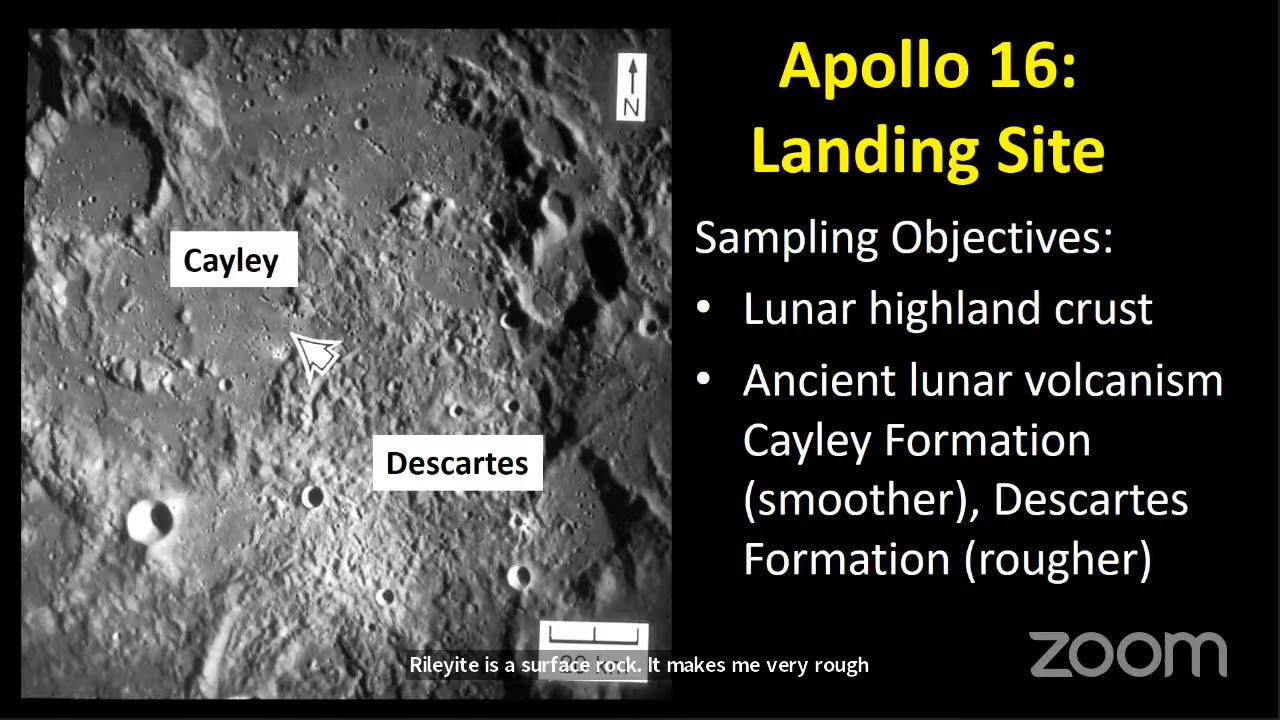 Apollo 16:
Landing Site
N
Cayley
Descartes
Sampling Objectives:
• Lunar highland crust
• Ancient lunar volcanism
Cayley Formation
(smoother), Descartes
Formation (rougher)
Rileyite is a surface rock. It makes me very rough
zoom